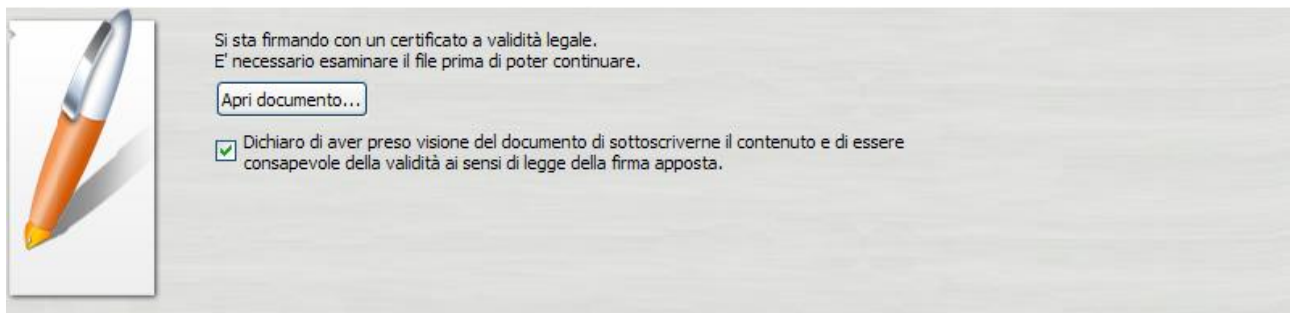 Si sta firmando con un certificato a validità legale.
E' necessario esaminare il file prima di poter continuare.
Apri documento...
Dichiaro di aver preso visione del documento di sottoscriverne il contenuto e di essere
consapevole della validità ai sensi di legge della firma apposta.